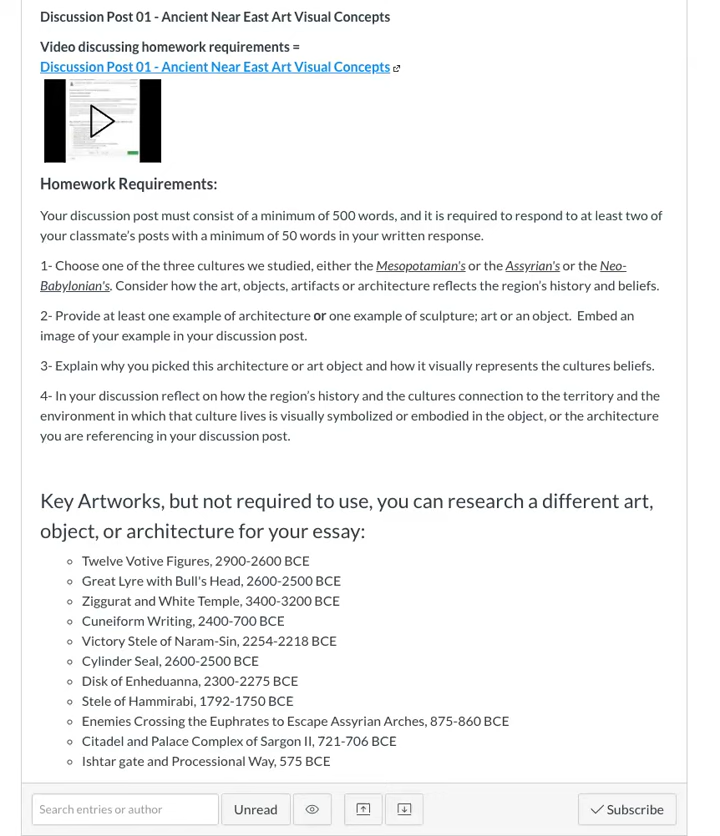 Discussion Post 01 - Ancient Near East Art Visual Concepts
Video discussing homework requirements =
Discussion Post 01 - Ancient Near East Art Visual Concepts
Homework Requirements:
Your discussion post must consist of a minimum of 500 words, and it is required to respond to at least two of
your classmate's posts with a minimum of 50 words in your written response.
1- Choose one of the three cultures we studied, either the Mesopotamian's or the Assyrian's or the Neo-
Babylonian's. Consider how the art, objects, artifacts or architecture reflects the region's history and beliefs.
2- Provide at least one example of architecture or one example of sculpture; art or an object. Embed an
image of your example in your discussion post.
3- Explain why you picked this architecture or art object and how it visually represents the cultures beliefs.
4- In your discussion reflect on how the region's history and the cultures connection to the territory and the
environment in which that culture lives is visually symbolized or embodied in the object, or the architecture
you are referencing in your discussion post.
Key Artworks, but not required to use, you can research a different art,
object, or architecture for your essay:
Twelve Votive Figures, 2900-2600 BCE
Great Lyre with Bull's Head, 2600-2500 BCE
Ziggurat and White Temple, 3400-3200 BCE
Cuneiform Writing, 2400-700 BCE
Victory Stele of Naram-Sin, 2254-2218 BCE
Cylinder Seal, 2600-2500 BCE
Disk of Enheduanna, 2300-2275 BCE
Stele of Hammirabi, 1792-1750 BCE
Enemies Crossing the Euphrates to Escape Assyrian Arches, 875-860 BCE
Citadel and Palace Complex of Sargon II, 721-706 BCE
Ishtar gate and Processional Way, 575 BCE
Search entries or author Unread Subscribe